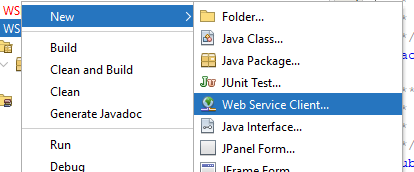 WS
New
Folder...
Java Class...
WS
Build
Java Package...
Clean and Build
JUnit Test...
Clean
Web Service Client...
Generate Javadoc
Java Interface...
Run
JPanel Form...
Debug
JFrame Form...